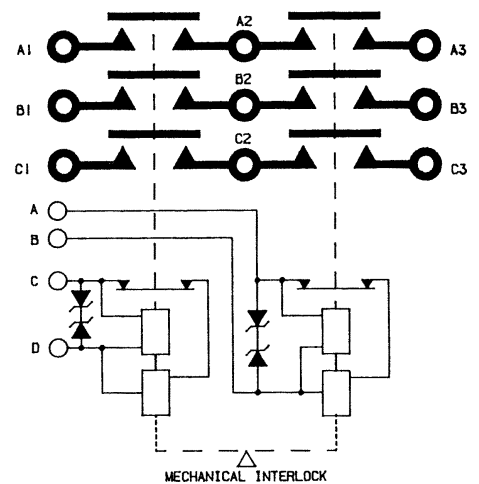 A2
A1 A3
B2
B1 B3
C2
C1 C3
A
B
C
D
MECHANICAL INTERLOCK